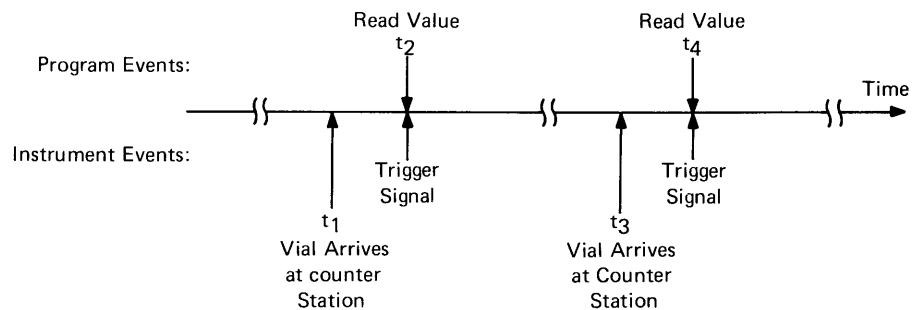 Read Value
t2
Read Value
t4
Program Events:
Time
Instrument Events:
Trigger
Signal
Trigger
Signal
t1
Vial Arrives
at counter
Station
t3
Vial Arrives
at Counter
Station